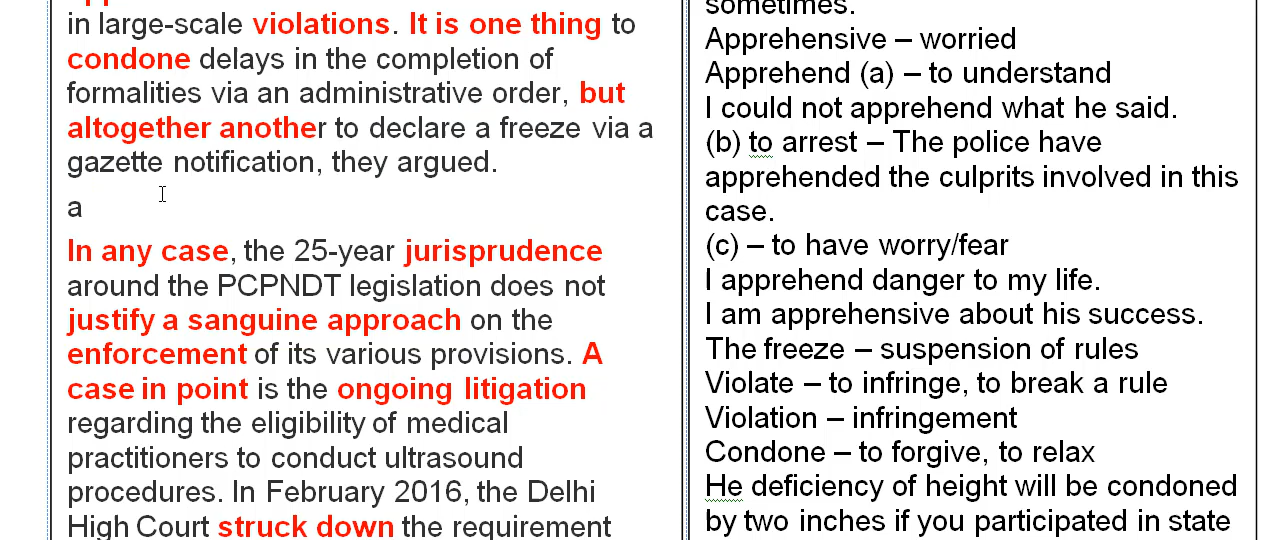 in large-scale violations. It is one thing to
condone delays in the completion of
formalities via an administrative order, but
altogether another to declare a freeze via a
gazette notification, they argued.
a
In any case, the 25-year jurisprudence
around the PCPNDT legislation does not
justify a sanguine approach on the
enforcement of its various provisions. A
case in point is the ongoing litigation
regarding the eligibility of medical
practitioners to conduct ultrasound
procedures. In February 2016, the Delhi
High Court struck down the requirement
sometimes.
Apprehensive – worried
Apprehend (a) – to understand
I could not apprehend what he said.
(b) to arrest – The police have
apprehended the culprits involved in this
case.
(c) – to have worry/fear
I apprehend danger to my life.
I am apprehensive about his success.
The freeze – suspension of rules
Violate – to infringe, to break a rule
Violation – infringement
Condone – to forgive, to relax
He deficiency of height will be condoned
by two inches if you participated in state